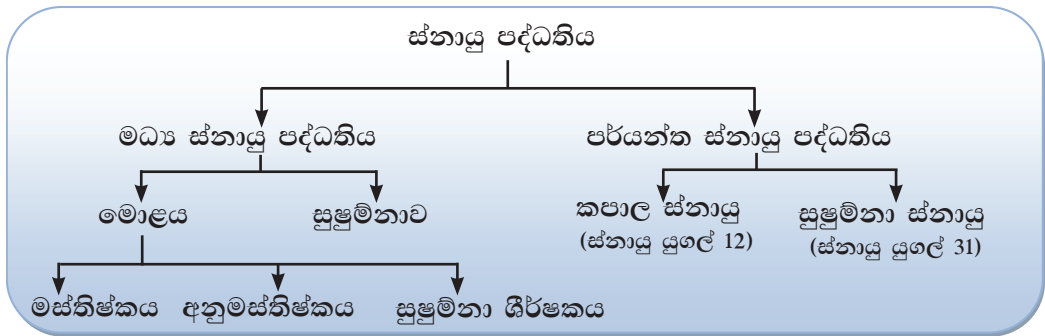 ස්නායු පද්ධතිය
මධ්‍ය ස්නායු පද්ධතිය
පර්යන්ත ස්නායු පද්ධතිය
මොළය
සුෂුම්නාව
කපාල ස්නායු
(ස්නායු යුගල් 12)
සුෂුම්නා ස්නායු
(ස්නායු යුගල් 31)
මස්තිෂ්කය
අනුමස්තිෂ්කය
සුෂුම්නා ශීර්ෂකය